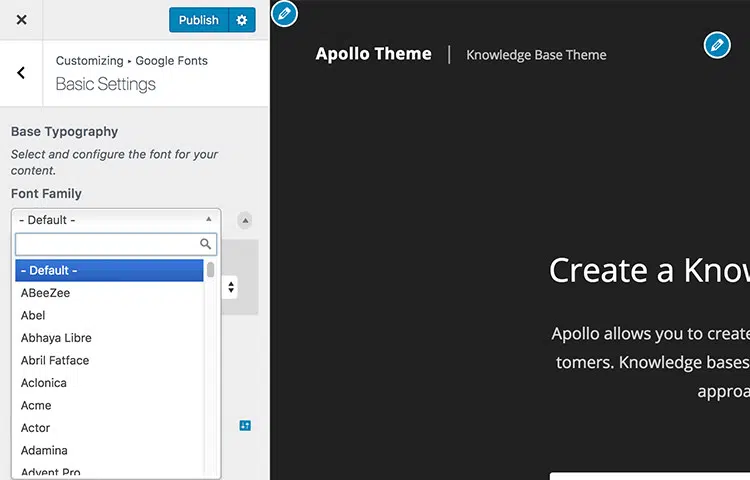 Publish
Customizing ▸ Google Fonts
Basic Settings
Base Typography
Select and configure the font for your
content.
Font Family
- Default -
- Default -
ABeeZee
Abel
Abhaya Libre
Abril Fatface
Aclonica
Acme
Actor
Adamina
Advent Pro
Apollo Theme
Knowledge Base Theme
Create a Know
Apollo allows you to create
tomers. Knowledge bases
approa